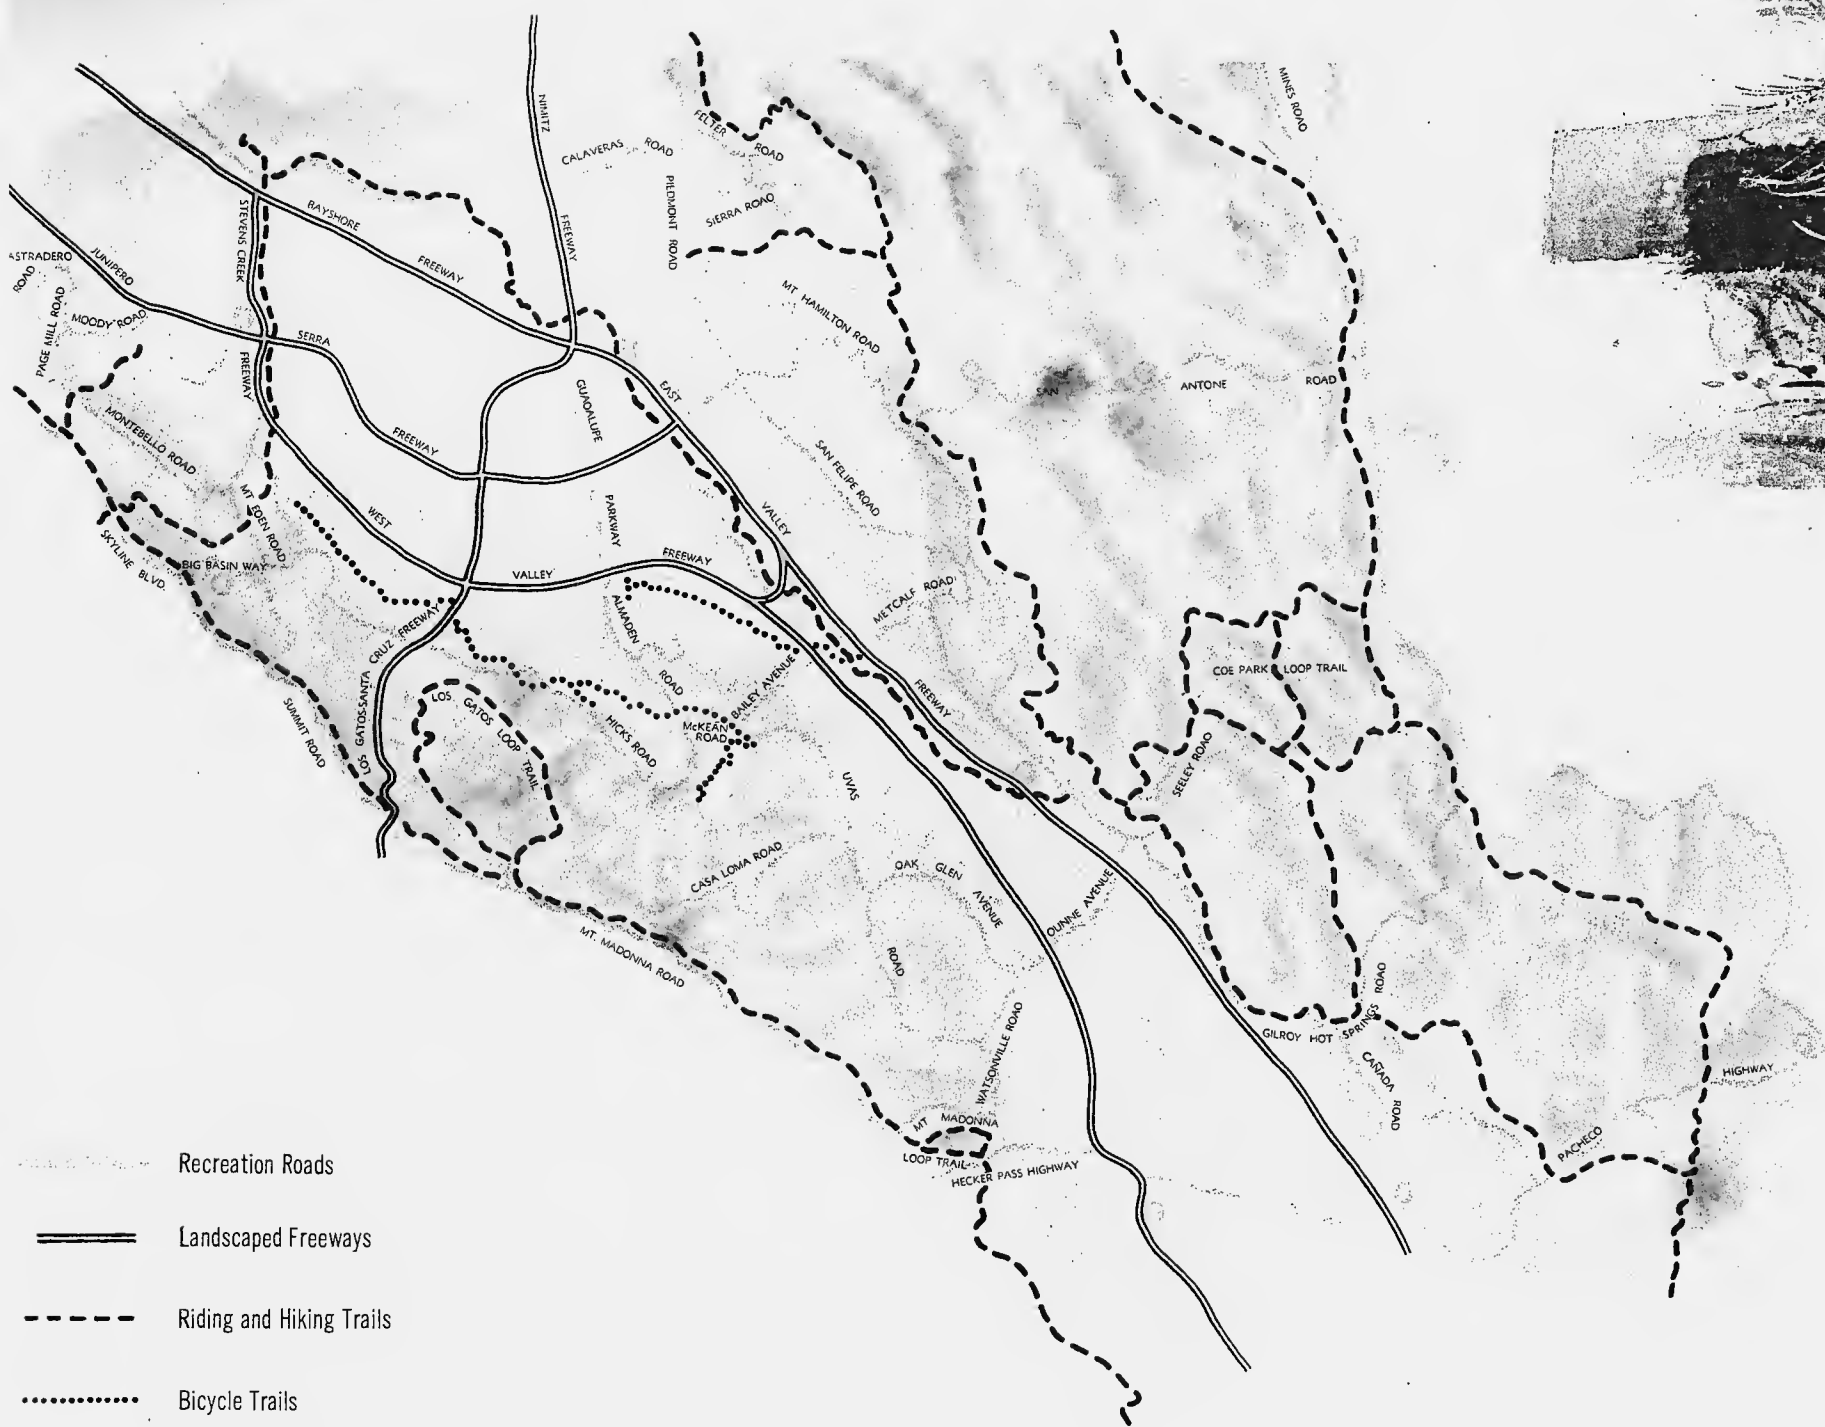 NIMITZ
FREEWAY
CALAVERAS ROAD
FELTER
ROAD
MINES ROAD
PIEDMONT ROAD
SIERRA ROAD
STEVENS CREEK
FREEWAY
BAYSHORE
FREEWAY
ASTRADERO
ROAD
JUNIPERO
SERRA
FREEWAY
PAGE MILL ROAD
MOODY ROAD
MT HAMILTON ROAD
SAN ANTONE ROAD
EAST
VALLEY
FREEWAY
GUADALUPE
PARKWAY
MONTEBELLO ROAD
SAN FELIPE ROAD
MT EDEN ROAD
WEST
VALLEY
FREEWAY
SKYLINE BLVD.
BIG BASIN WAY
METCALF ROAD
ALMADEN
ROAD
LOS GATOS-SANTA
CRUZ FREEWAY
BAILEY AVENUE
COE PARK LOOP TRAIL
SUMMIT ROAD
LOS GATOS LOOP TRAIL
HICKS ROAD
McKEAN
ROAD
SEELEY ROAD
UVAS
ROAD
CASA LOMA ROAD
OAK GLEN AVENUE
DUNNE AVENUE
MT. MADONNA ROAD
WATSONVILLE ROAD
GILROY HOT SPRINGS ROAD
CAÑADA
ROAD
HIGHWAY
PACHECO
MT MADONNA
LOOP TRAIL
HECKER PASS HIGHWAY
Recreation Roads
Landscaped Freeways
Riding and Hiking Trails
Bicycle Trails